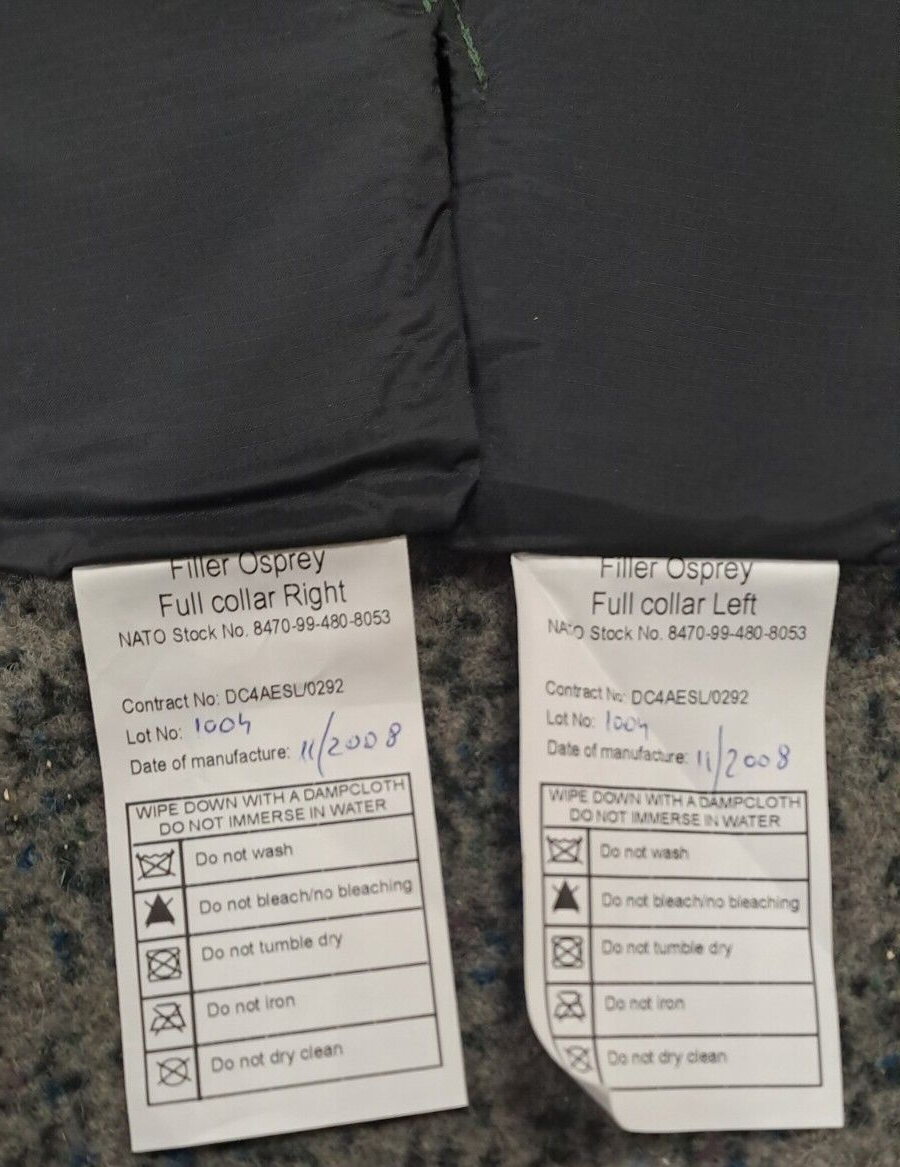 Filler Osprey
Full collar Right
NATO Stock No. 8470-99-480-8053
Contract No: DC4AESL/0292
Lot No: 1004
Date of manufacture: 11/2008
WIPE DOWN WITH A DAMPCLOTH
DO NOT IMMERSE IN WATER
Do not wash
Do not bleach/no bleaching
Do not tumble dry
Do not iron
Do not dry clean
Filler Osprey
Full collar Left
NATO Stock No. 8470-99-480-8053
Contract No: DC4AESL/0292
Lot No: 1004
Date of manufacture: 11/2008
WIPE DOWN WITH A DAMPCLOTH
DO NOT IMMERSE IN WATER
Do not wash
Do not bleach/no bleaching
Do not tumble dry
Do not iron
Do not dry clean